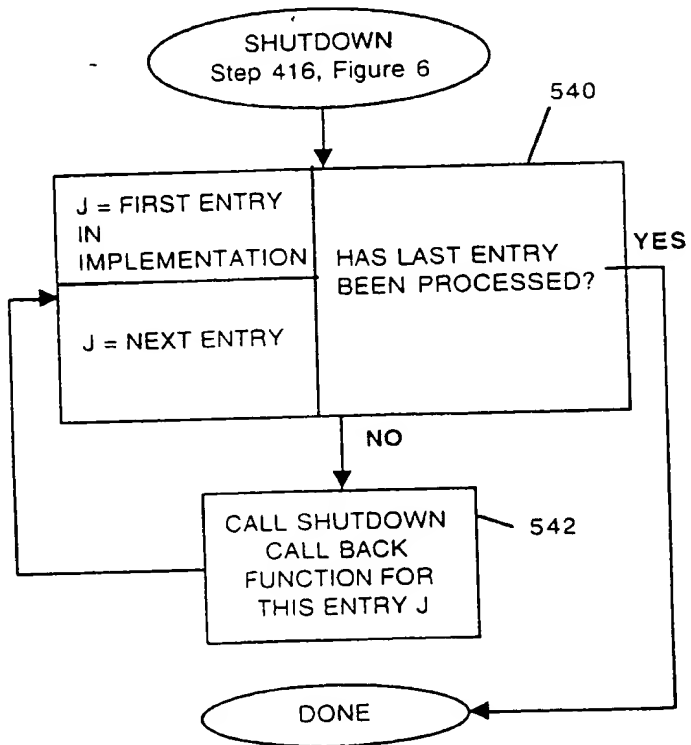 SHUTDOWN
Step 416, Figure 6
540
J = FIRST ENTRY
IN
IMPLEMENTATION
HAS LAST ENTRY
BEEN PROCESSED?
YES
J = NEXT ENTRY
NO
CALL SHUTDOWN
CALL BACK
FUNCTION FOR
THIS ENTRY J
542
DONE